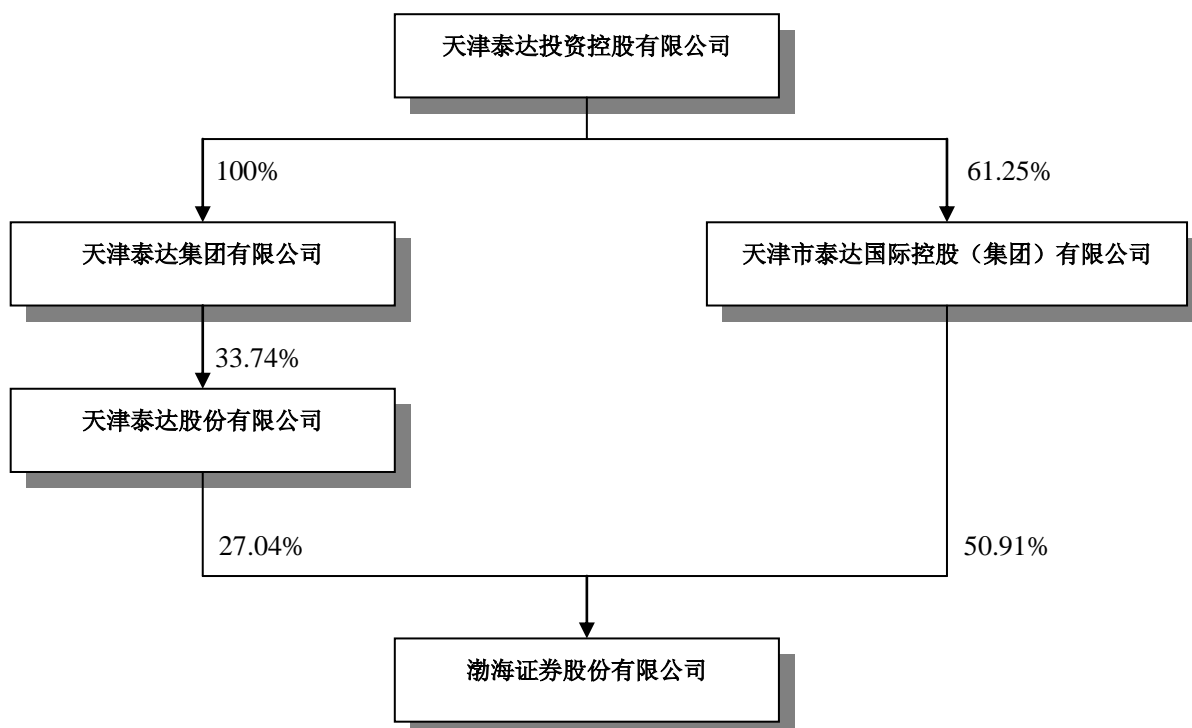 天津泰达投资控股有限公司
100%
61.25%
天津泰达集团有限公司
天津市泰达国际控股（集团）有限公司
33.74%
天津泰达股份有限公司
27.04%
50.91%
渤海证券股份有限公司